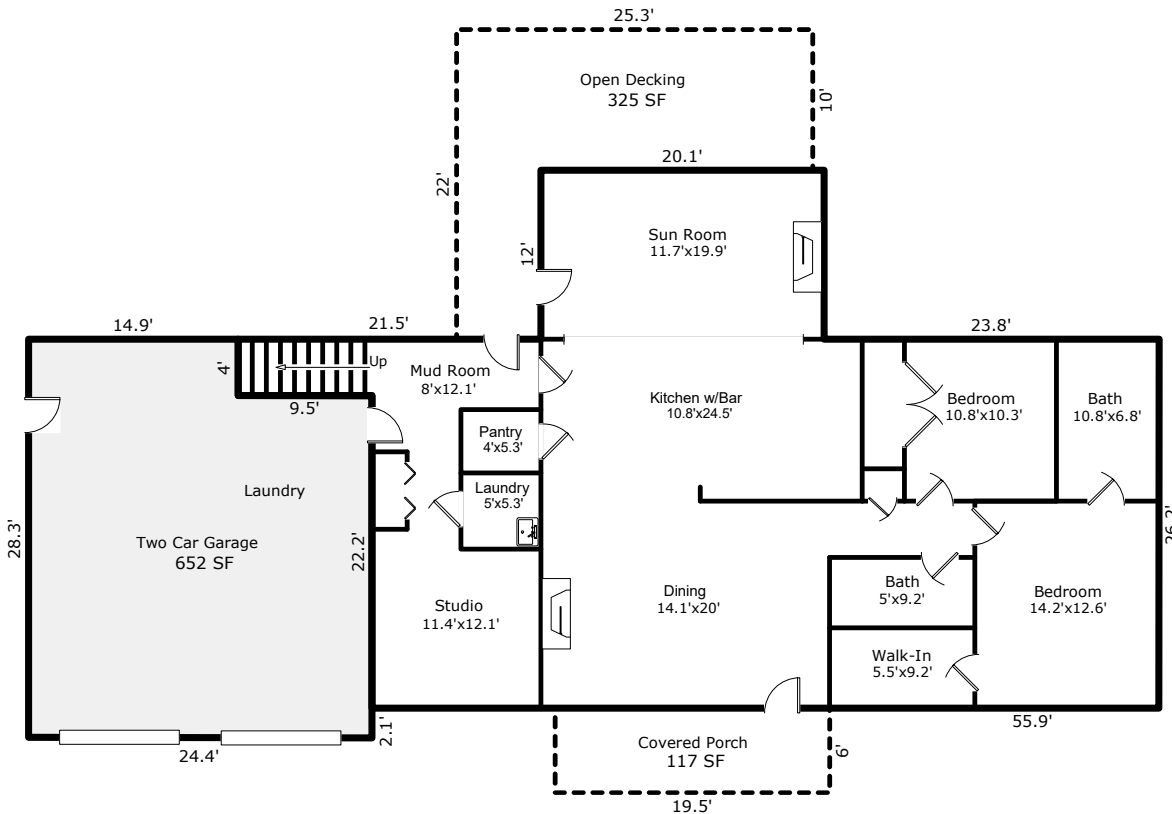 25.3'
Open Decking
325 SF
10'
22'
20.1'
Sun Room
11.7'x19.9'
12'
14.9'
21.5'
23.8'
4'
Up
9.5'
Mud Room
8'x12.1'
Kitchen w/Bar
10.8'x24.5'
Bedroom
10.8'x10.3'
Bath
10.8'x6.8'
Pantry
4'x5.3'
Laundry
5'x5.3'
Laundry
Two Car Garage
652 SF
28.3'
22.2'
26.2'
Studio
11.4'x12.1'
Dining
14.1'x20'
Bath
5'x9.2'
Bedroom
14.2'x12.6'
Walk-In
5.5'x9.2'
55.9'
2.1'
24.4'
Covered Porch
117 SF
6'
19.5'